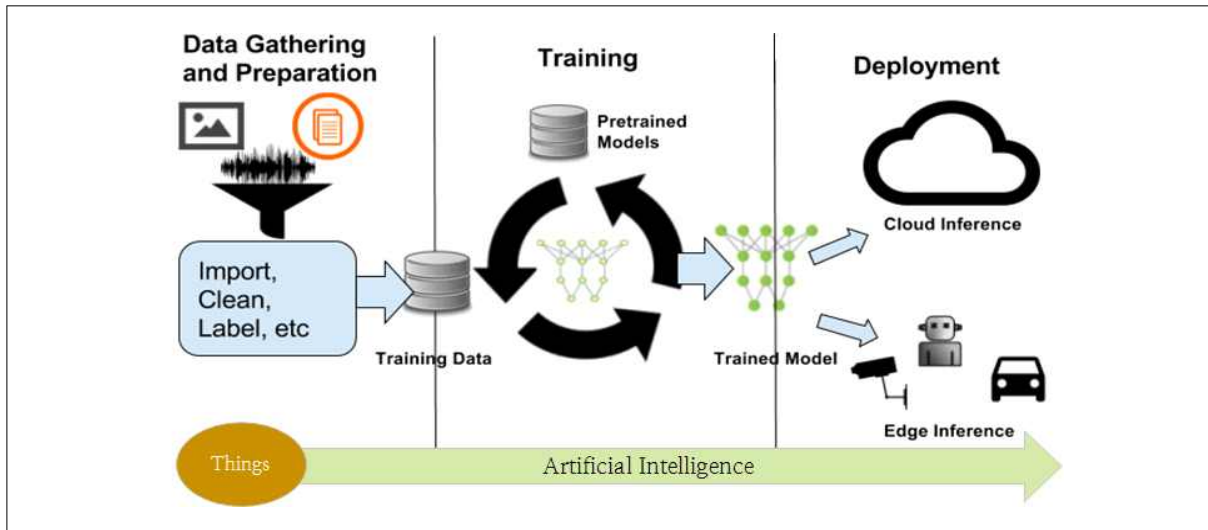 Data Gathering
and Preparation
Training
Deployment
Pretrained
Models
Cloud Inference
Import,
Clean,
Label, etc
Training Data
Trained Model
Edge Inference
Things
Artificial Intelligence